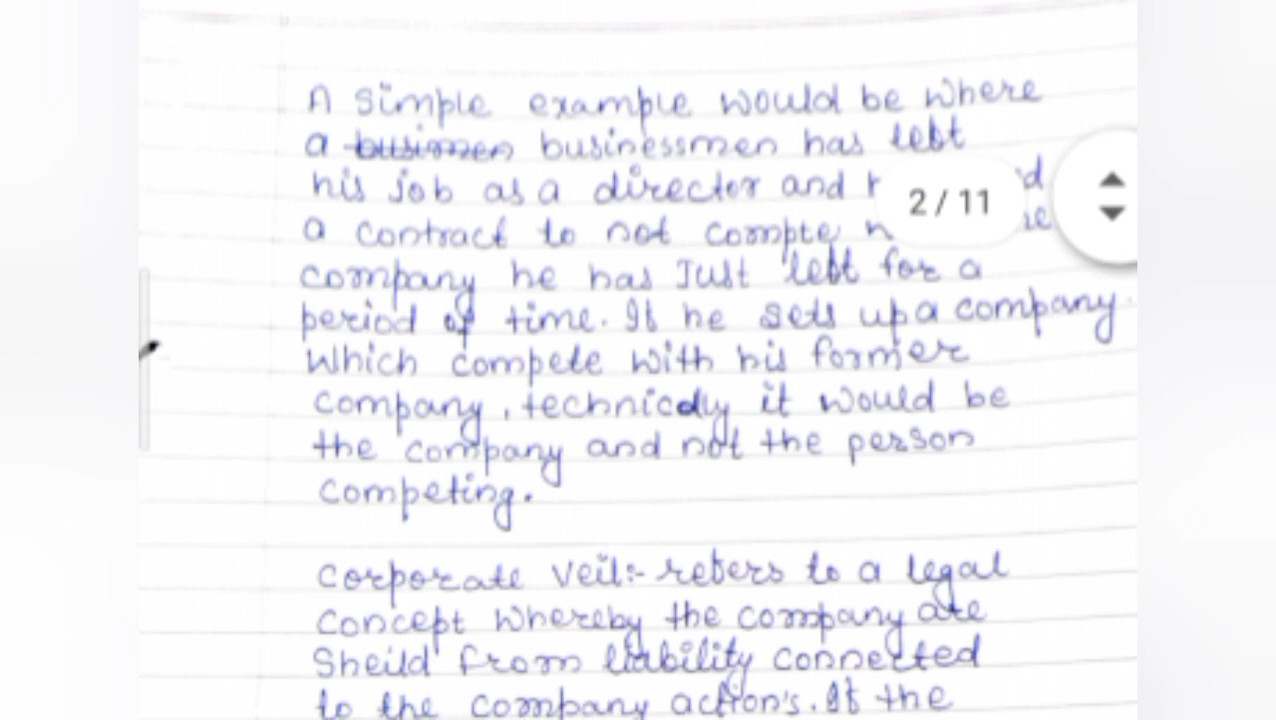 A simple example would be where
a busimen businessmen has left
his job as a director and
a contract to not compte
company he has Just left for a
period of time. If he sets up a company
which compete with his former
company, technicaly it would be
the company and not the person
competing.
Corporate Veil:- refers to a legal
concept whereby the company are
Sheild from liability connected
to the company action's. If the
2 / 11